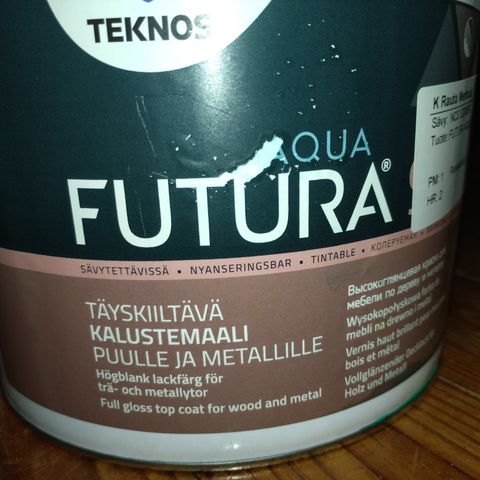 TEKNOS
AQUA
FUTURA®
K Rauta
Sävy: NCS
PM: 1
HR: 2
SÄVYTETTÄVISSÄ • NYANSERINGSBAR • TINTABLE • КОЛЕРУЕМАЯ
TÄYSKIILTÄVÄ
KALUSTEMAALI
PUULLE JA METALLILLE
Högblank lackfärg för
trä- och metallytor
Full gloss top coat for wood and metal
Высокоглянцевая краска для
мебели по дереву и металлу
Wysokopołyskowa farba do
mebli na drewno i metal
Vernis haut brillant pour
bois et métal
Vollglänzender Decklack für
Holz und Metall